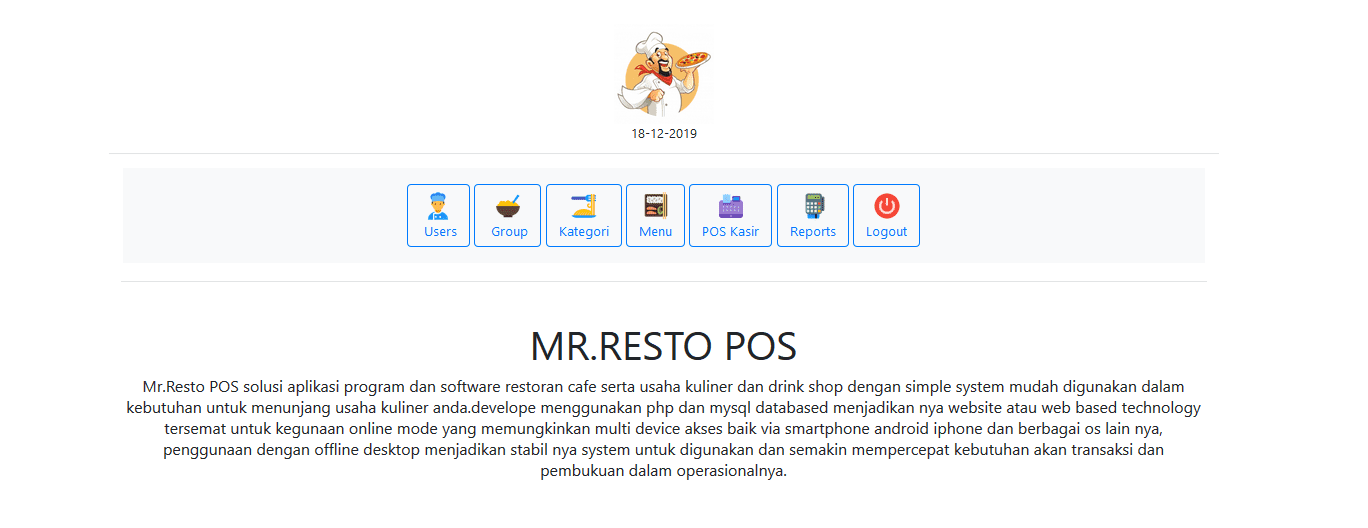 18-12-2019
Users Group Kategori Menu POS Kasir Reports Logout
MR.RESTO POS
Mr.Resto POS solusi aplikasi program dan software restoran cafe serta usaha kuliner dan drink shop dengan simple system mudah digunakan dalam
kebutuhan untuk menunjang usaha kuliner anda.develope menggunakan php dan mysql databased menjadikan nya website atau web based technology
tersemat untuk kegunaan online mode yang memungkinkan multi device akses baik via smartphone android iphone dan berbagai os lain nya,
penggunaan dengan offline desktop menjadikan stabil nya system untuk digunakan dan semakin mempercepat kebutuhan akan transaksi dan
pembukuan dalam operasionalnya.